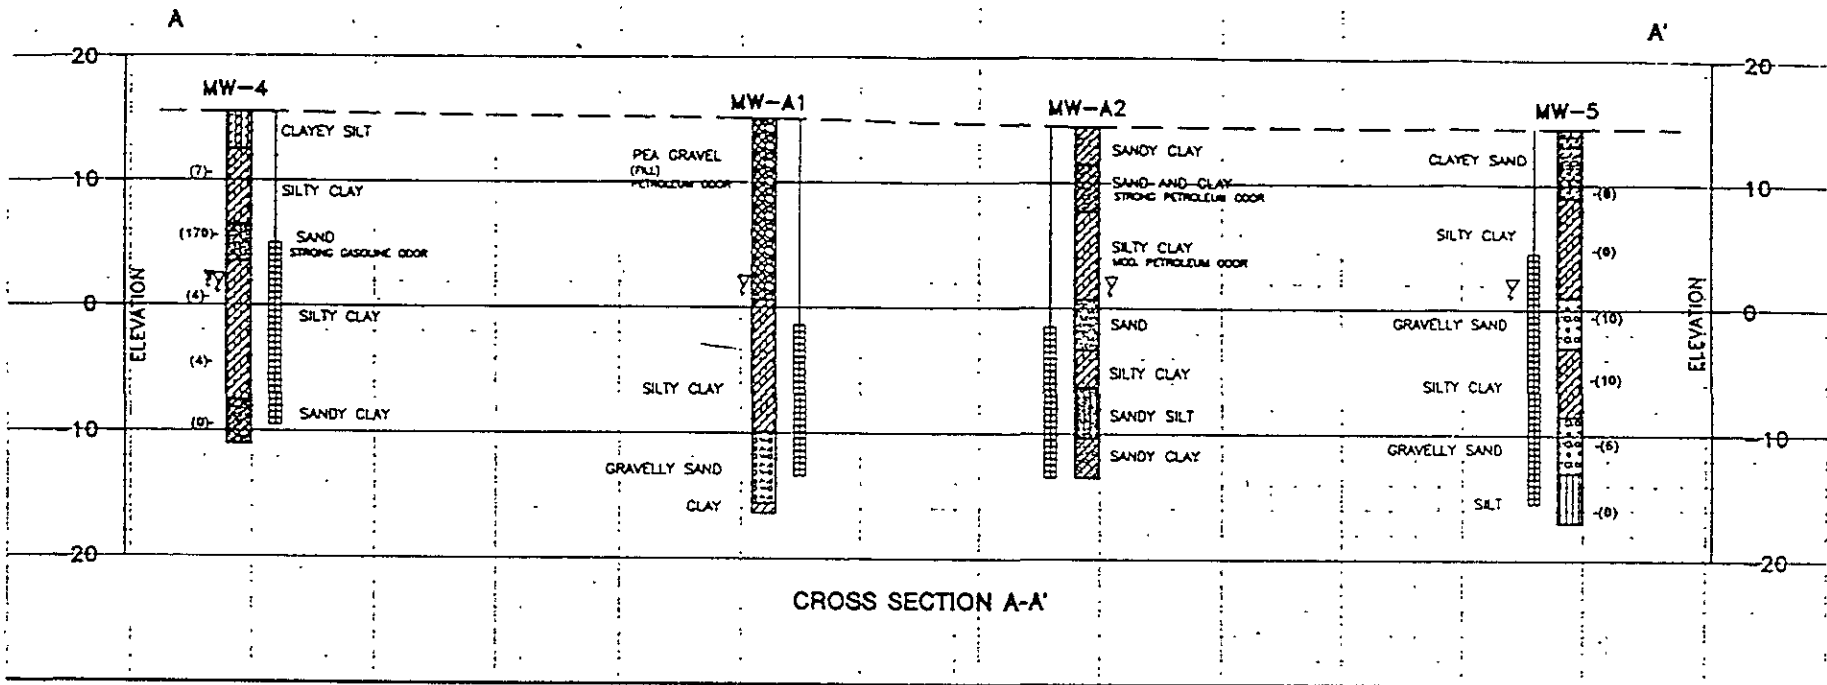 A
A'
20
20
MW-4
MW-A1
MW-A2
MW-5
CLAYEY SILT
PEA GRAVEL
(FILL)
PETROLEUM ODOR
SANDY CLAY
CLAYEY SAND
(7)-
10
SILTY CLAY
SAND AND CLAY
STRONG PETROLEUM ODOR
-(8)
10
(170)-
SAND
STRONG GASOLINE ODOR
SILTY CLAY
MOD. PETROLEUM ODOR
SILTY CLAY
-(0)
ELEVATION
(4)-
0
SILTY CLAY
SAND
GRAVELLY SAND
-(10)
0
ELEVATION
(4)-
SILTY CLAY
SILTY CLAY
SILTY CLAY
-(10)
SANDY CLAY
(0)-
-10
SANDY SILT
-10
GRAVELLY SAND
SANDY CLAY
GRAVELLY SAND
CLAY
SILT
-(0)
-20
-20
CROSS SECTION A-A'